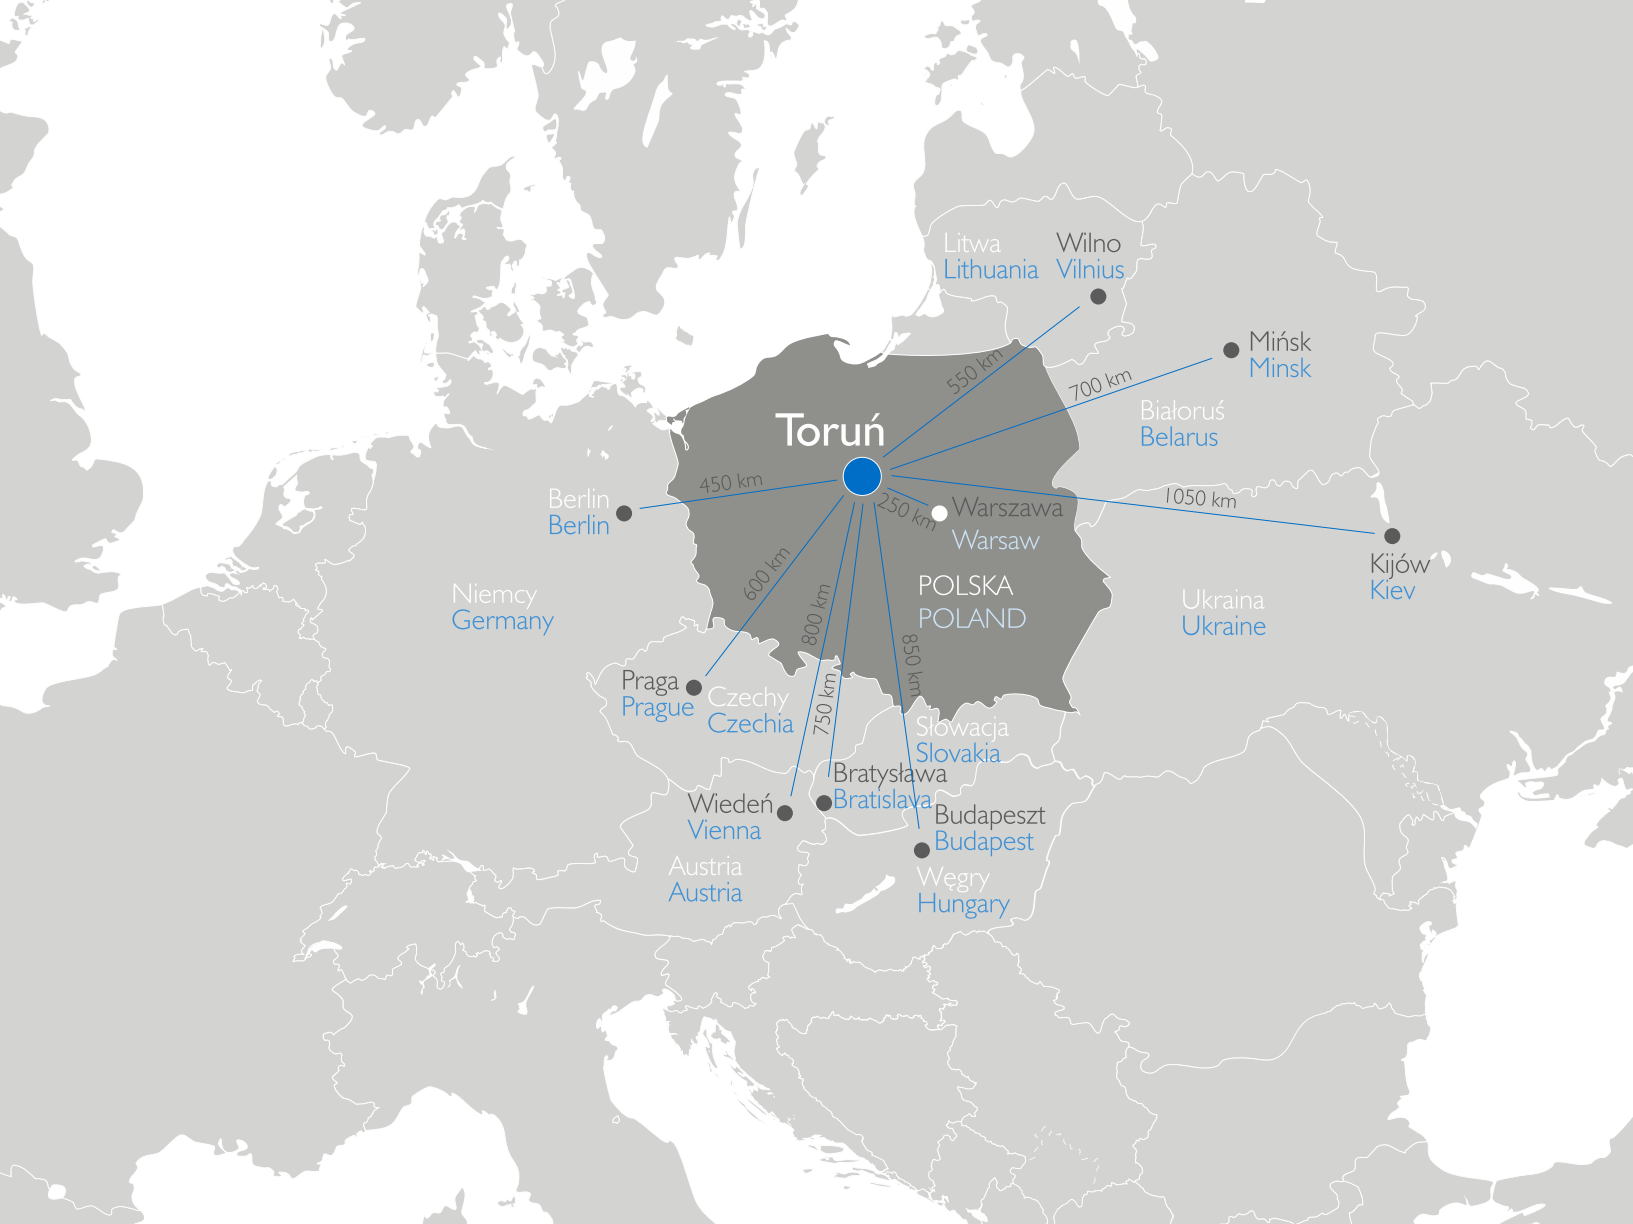 Litwa
Lithuania
Wilno
Vilnius
Mińsk
Minsk
550 km
700 km
Białoruś
Belarus
Toruń
450 km
Berlin
Berlin
250 km
Warszawa
Warsaw
1050 km
Kijów
Kiev
600 km
Niemcy
Germany
POLSKA
POLAND
Ukraina
Ukraine
800 km
850 km
750 km
Praga
Prague
Czechy
Czechia
Słowacja
Slovakia
Bratysława
Bratislava
Wiedeń
Vienna
Budapeszt
Budapest
Austria
Austria
Węgry
Hungary